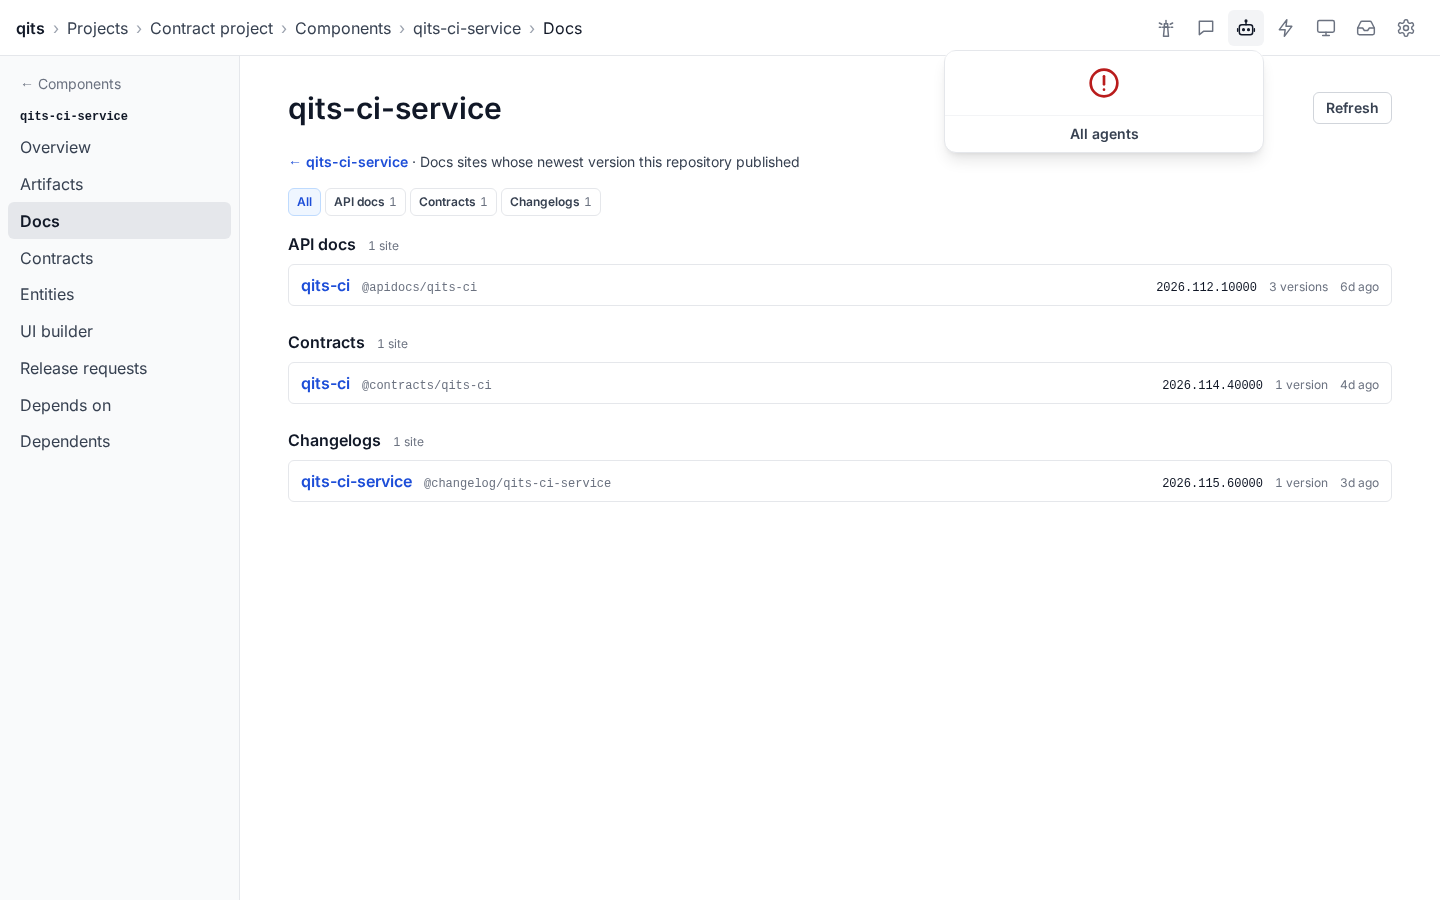 qits › Projects › Contract project › Components › qits-ci-service › Docs
← Components
qits-ci-service
Overview
Artifacts
Docs
Contracts
Entities
UI builder
Release requests
Depends on
Dependents
All agents
qits-ci-service
Refresh
← qits-ci-service · Docs sites whose newest version this repository published
All API docs 1 Contracts 1 Changelogs 1
API docs 1 site
qits-ci @apidocs/qits-ci 2026.112.10000 3 versions 6d ago
Contracts 1 site
qits-ci @contracts/qits-ci 2026.114.40000 1 version 4d ago
Changelogs 1 site
qits-ci-service @changelog/qits-ci-service 2026.115.60000 1 version 3d ago